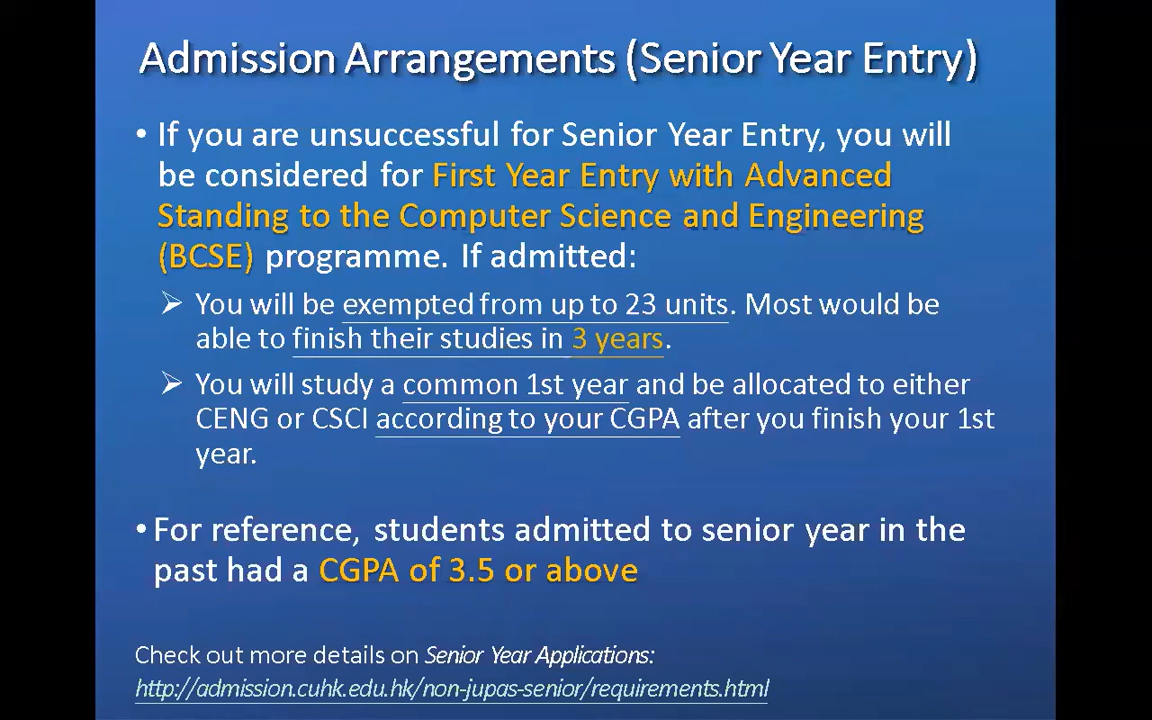 Admission Arrangements (Senior Year Entry)
• If you are unsuccessful for Senior Year Entry, you will
be considered for First Year Entry with Advanced
Standing to the Computer Science and Engineering
(BCSE) programme. If admitted:
➢ You will be exempted from up to 23 units. Most would be
able to finish their studies in 3 years.
➢ You will study a common 1st year and be allocated to either
CENG or CSCI according to your CGPA after you finish your 1st
year.
• For reference, students admitted to senior year in the
past had a CGPA of 3.5 or above
Check out more details on Senior Year Applications:
http://admission.cuhk.edu.hk/non-jupas-senior/requirements.html